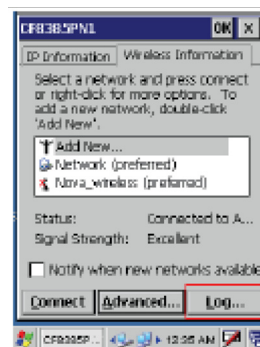 CF8385PN1 OK ×
IP Information Wireless Information
Select a network and press connect
or right-click for more options. To
add a new network, double-click
'Add New'.
Add New...
Network (preferred)
Nova_wireless (preferred)
Status: Connected to A...
Signal Strength: Excellent
Notify when new networks available
Connect Advanced... Log...
CF8385P... 12:35 AM